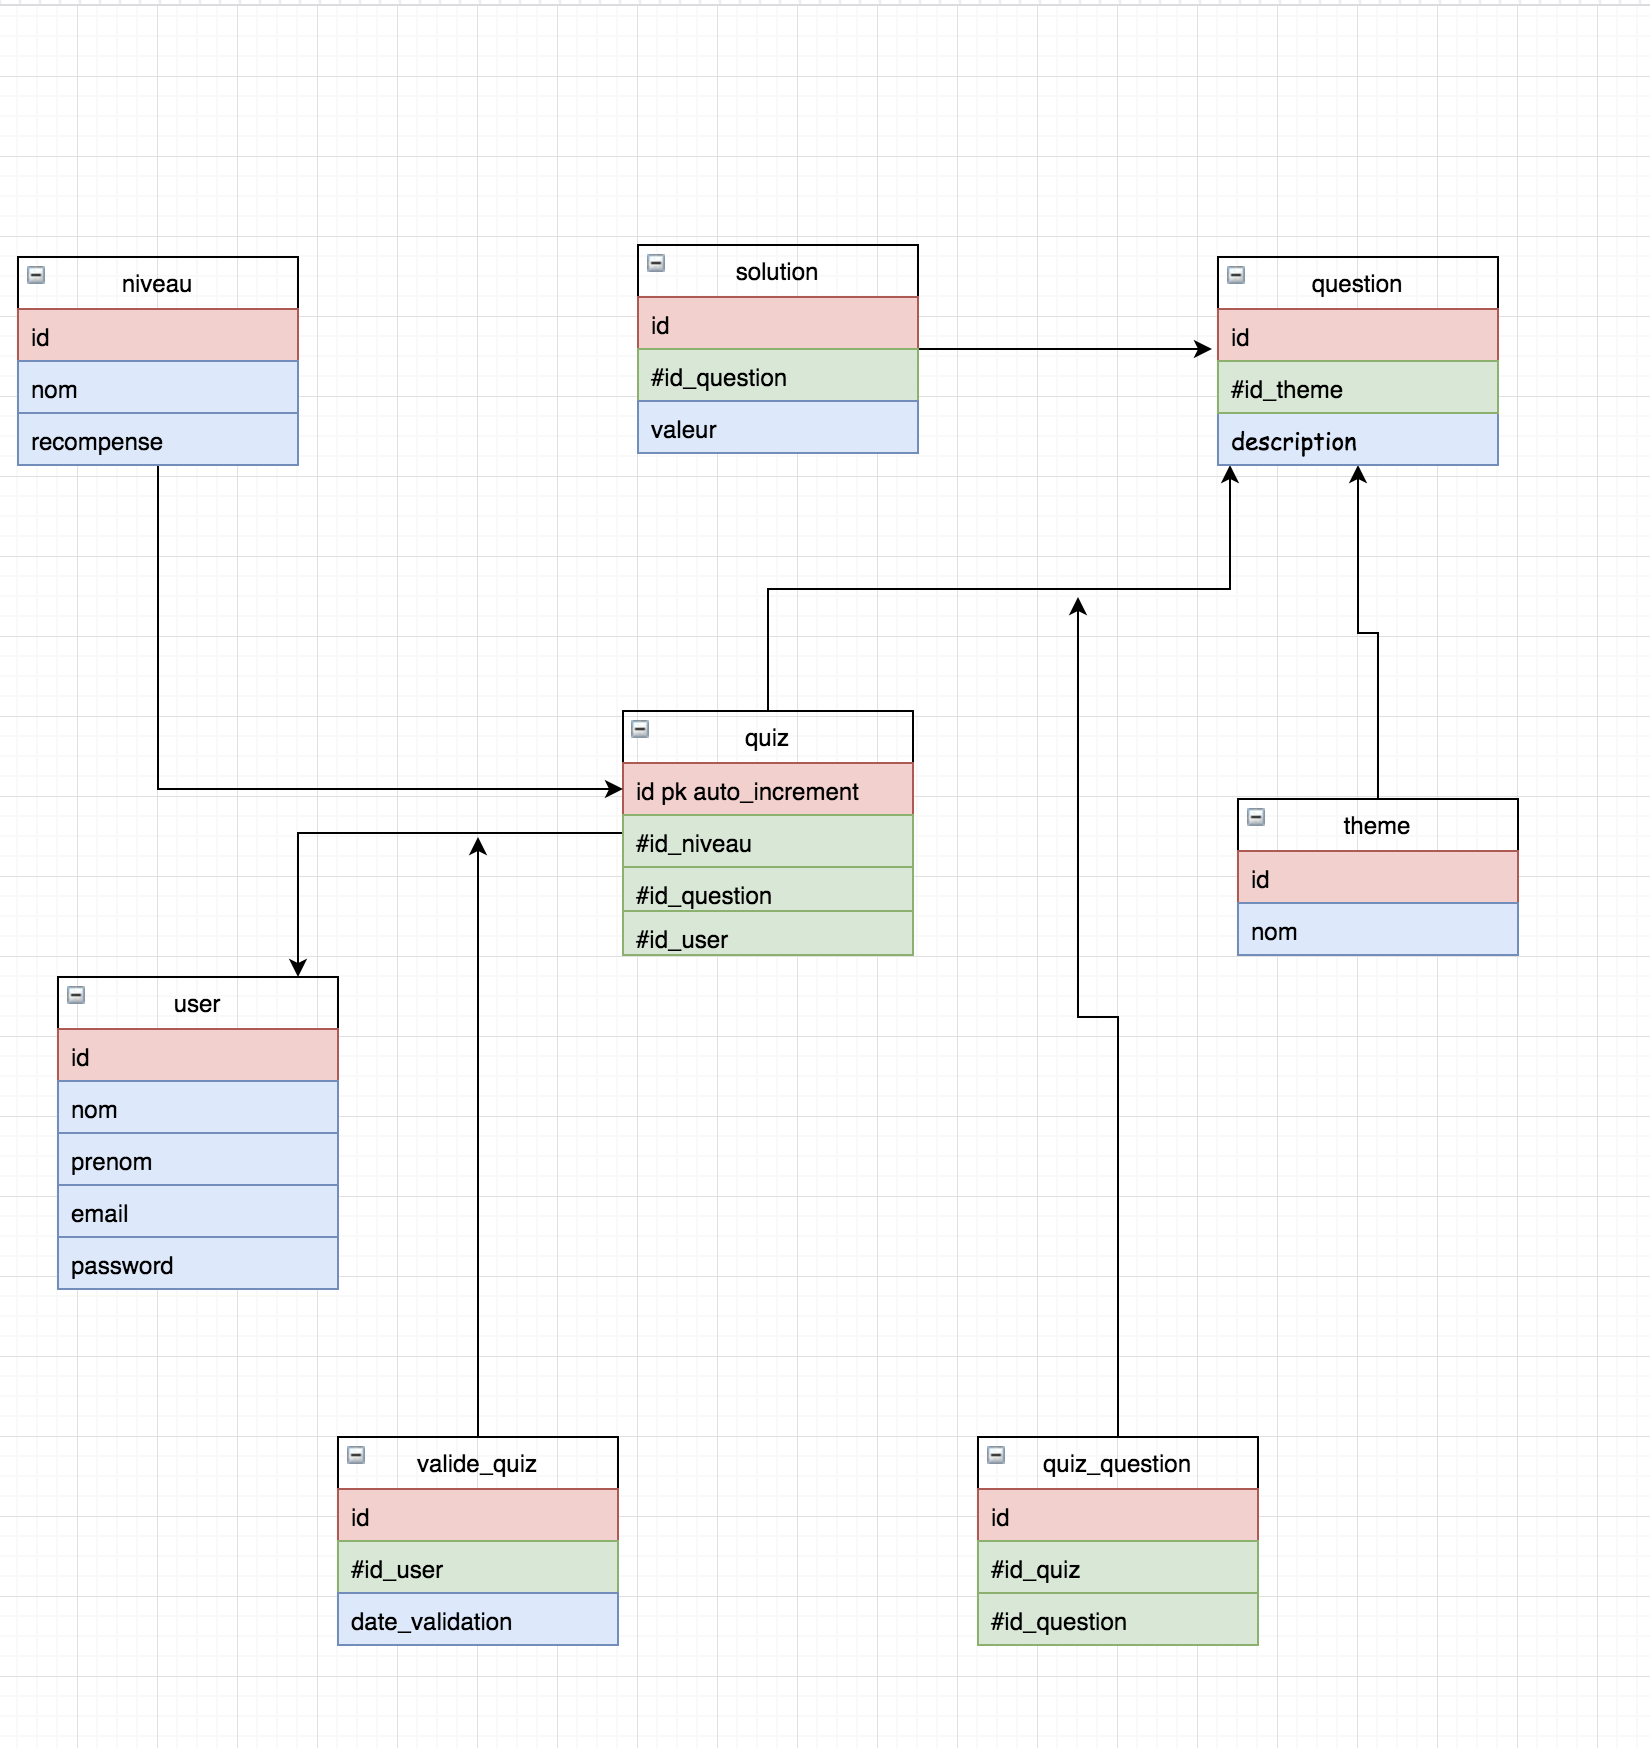 niveau
id
nom
recompense
solution
id
#id_question
valeur
question
id
#id_theme
description
quiz
id pk auto_increment
#id_niveau
#id_question
#id_user
theme
id
nom
user
id
nom
prenom
email
password
valide_quiz
id
#id_user
date_validation
quiz_question
id
#id_quiz
#id_question